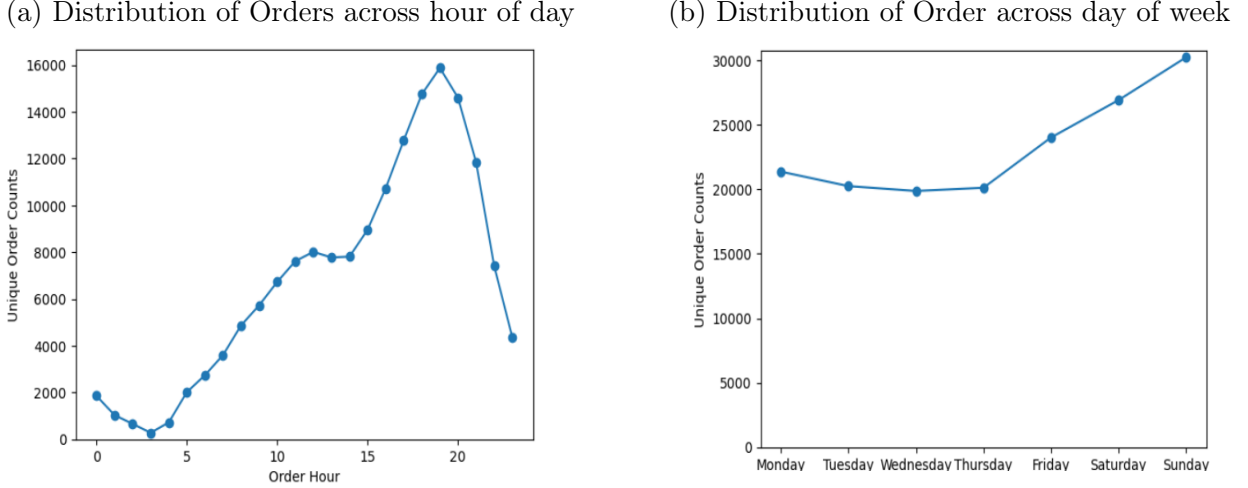 (a) Distribution of Orders across hour of day
16000
14000
12000
10000
8000
6000
4000
2000
0
Unique Order Counts
0 5 10 15 20
Order Hour
(b) Distribution of Order across day of week
30000
25000
20000
15000
10000
5000
0
Unique Order Counts
Monday Tuesday Wednesday Thursday Friday Saturday Sunday